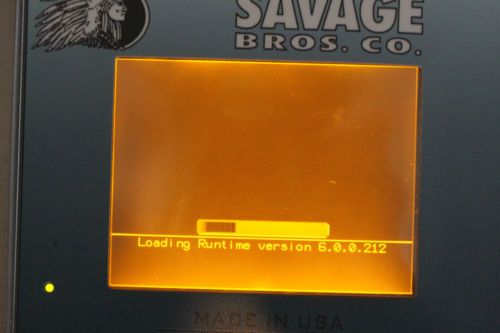 SAVAGE
BROS. CO.
Loading Runtime version 6.0.0.212
MADE IN USA